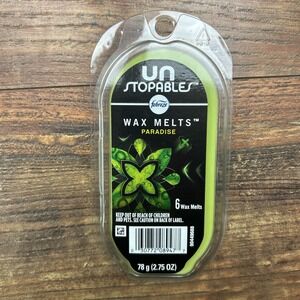 UN
STOPABLES
febreze
WAX MELTS™
PARADISE
6 Wax Melts
KEEP OUT OF REACH OF CHILDREN
AND PETS. SEE CAUTION ON BACK OF LABEL.
78 g (2.75 OZ)